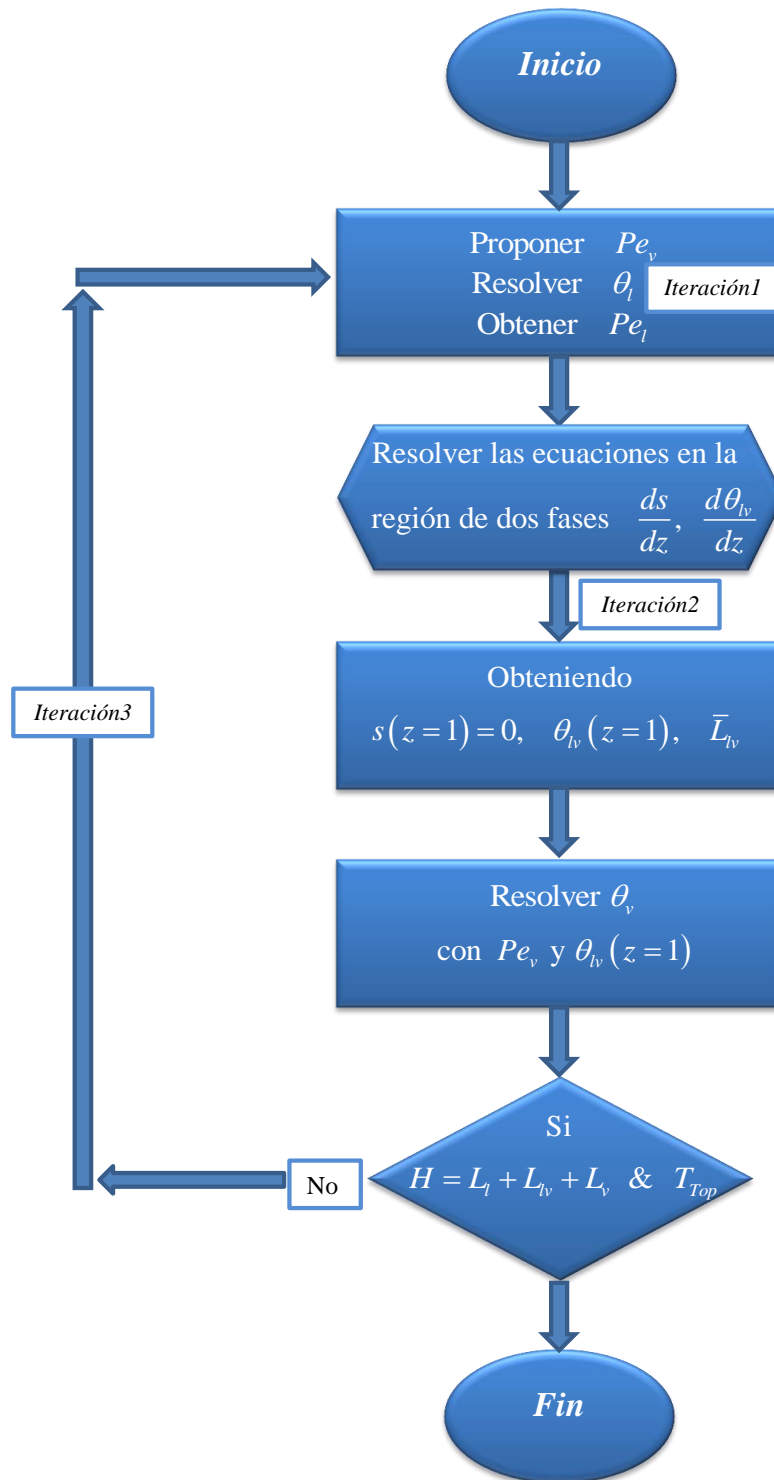 Inicio
Proponer Pe_v
Resolver θ_l
Iteración1
Obtener Pe_l
Resolver las ecuaciones en la
región de dos fases ds/dz, dθ_lv/dz
Iteración2
Obteniendo
s(z = 1) = 0, θ_lv(z = 1), L̄_lv
Iteración3
Resolver θ_v
con Pe_v y θ_lv(z = 1)
Si
H = L_l + L_lv + L_v & T_Top
No
Fin